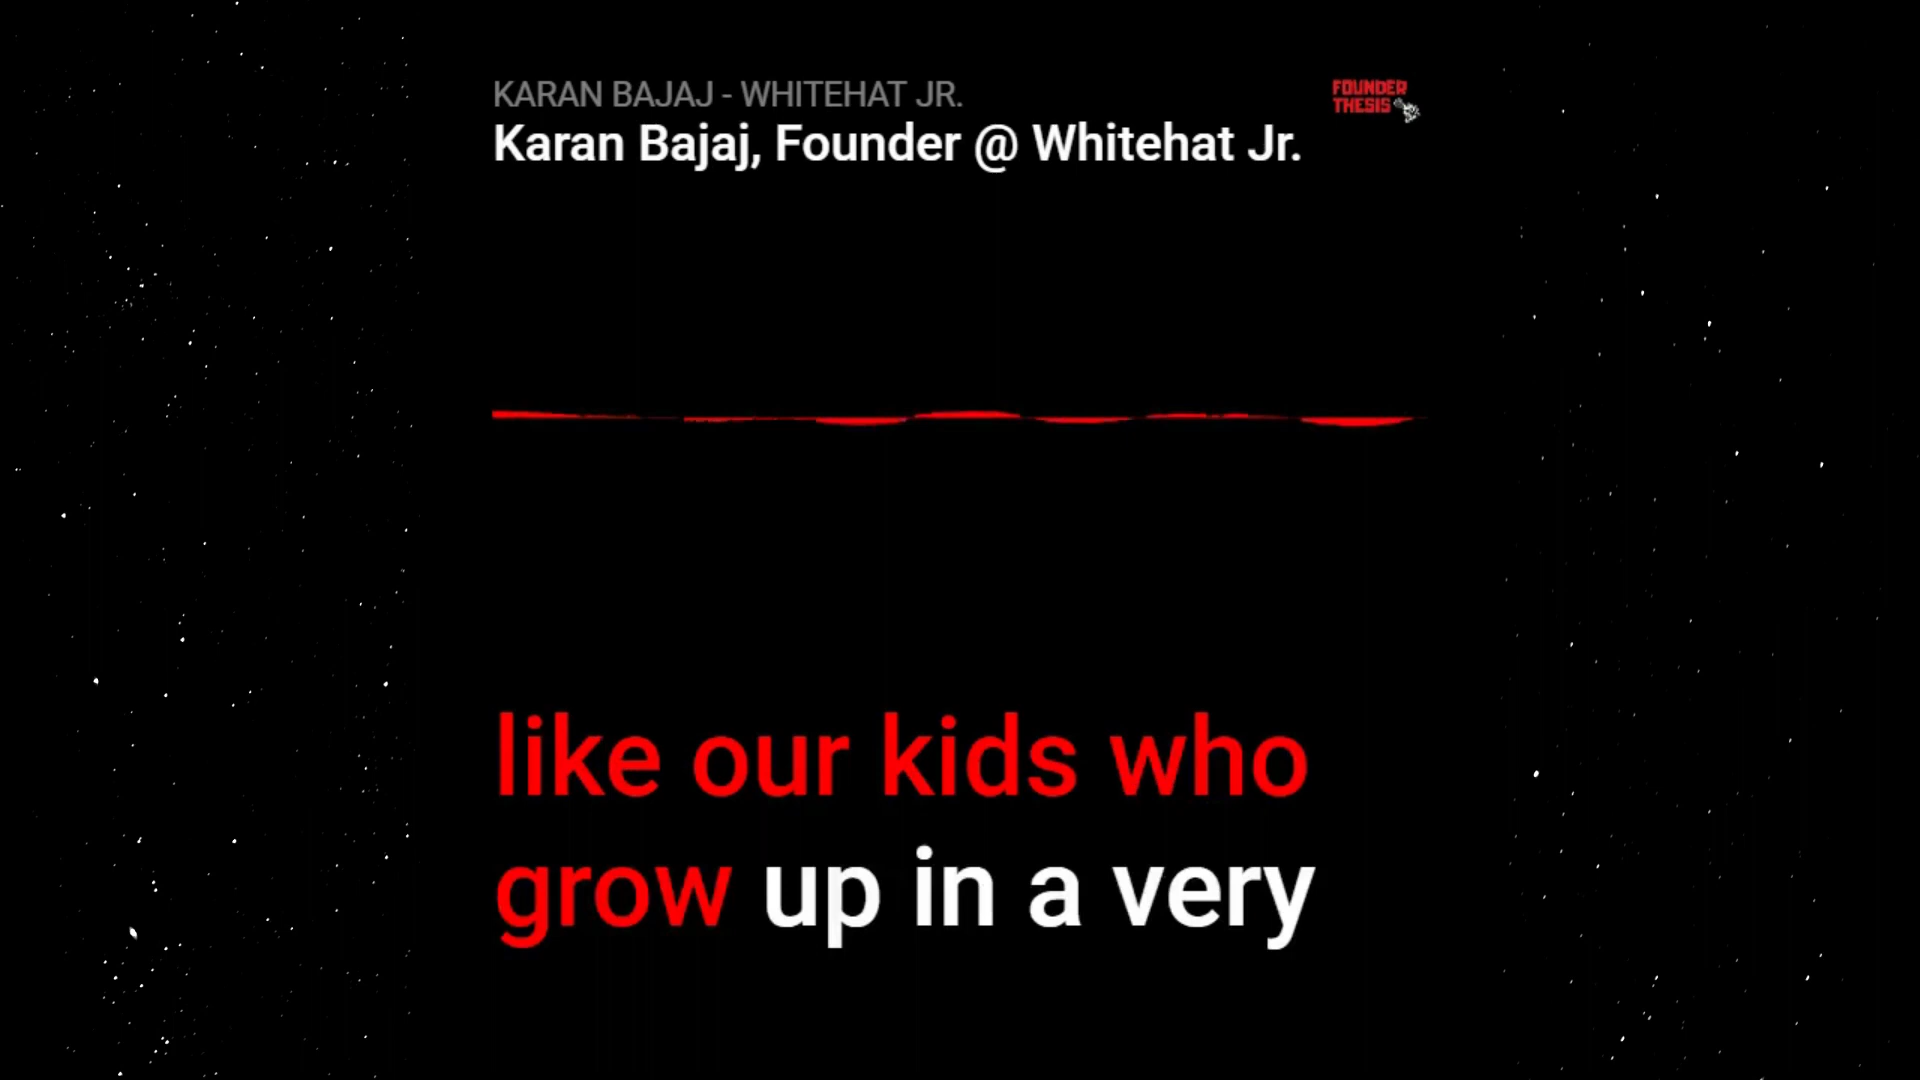 KARAN BAJAJ - WHITEHAT JR.
Karan Bajaj, Founder @ Whitehat Jr.
FOUNDER
THESIS
like our kids who
grow up in a very